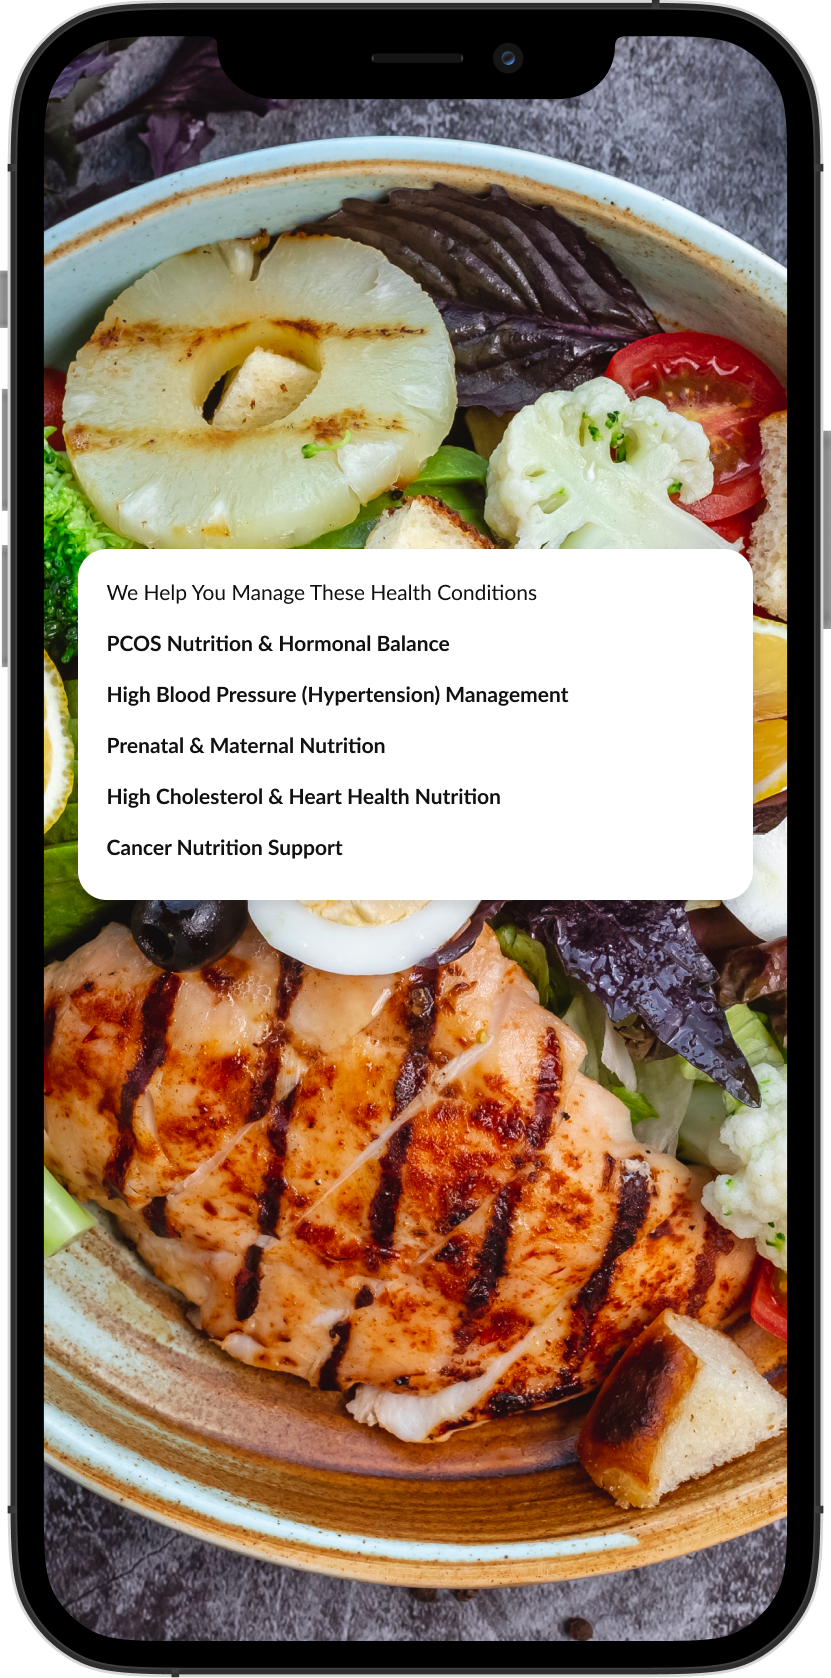 We Help You Manage These Health Conditions
PCOS Nutrition & Hormonal Balance
High Blood Pressure (Hypertension) Management
Prenatal & Maternal Nutrition
High Cholesterol & Heart Health Nutrition
Cancer Nutrition Support